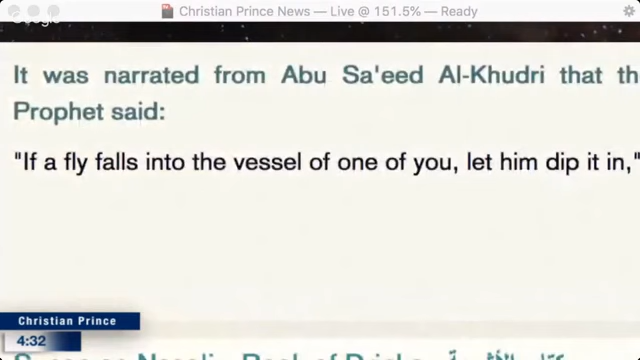 Christian Prince News — Live @ 151.5% — Ready
Google
It was narrated from Abu Sa'eed Al-Khudri that th
Prophet said:
"If a fly falls into the vessel of one of you, let him dip it in,"
Christian Prince
4:32